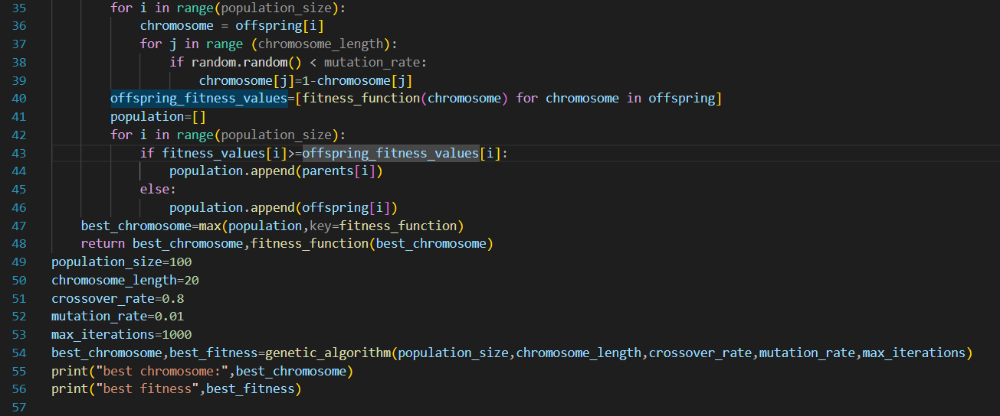 35 for i in range(population_size):
36 chromosome = offspring[i]
37 for j in range (chromosome_length):
38 if random.random() < mutation_rate:
39 chromosome[j]=1-chromosome[j]
40 offspring_fitness_values=[fitness_function(chromosome) for chromosome in offspring]
41 population=[]
42 for i in range(population_size):
43 if fitness_values[i]>=offspring_fitness_values[i]:
44 population.append(parents[i])
45 else:
46 population.append(offspring[i])
47 best_chromosome=max(population,key=fitness_function)
48 return best_chromosome,fitness_function(best_chromosome)
49 population_size=100
50 chromosome_length=20
51 crossover_rate=0.8
52 mutation_rate=0.01
53 max_iterations=1000
54 best_chromosome,best_fitness=genetic_algorithm(population_size,chromosome_length,crossover_rate,mutation_rate,max_iterations)
55 print("best chromosome:",best_chromosome)
56 print("best fitness",best_fitness)
57